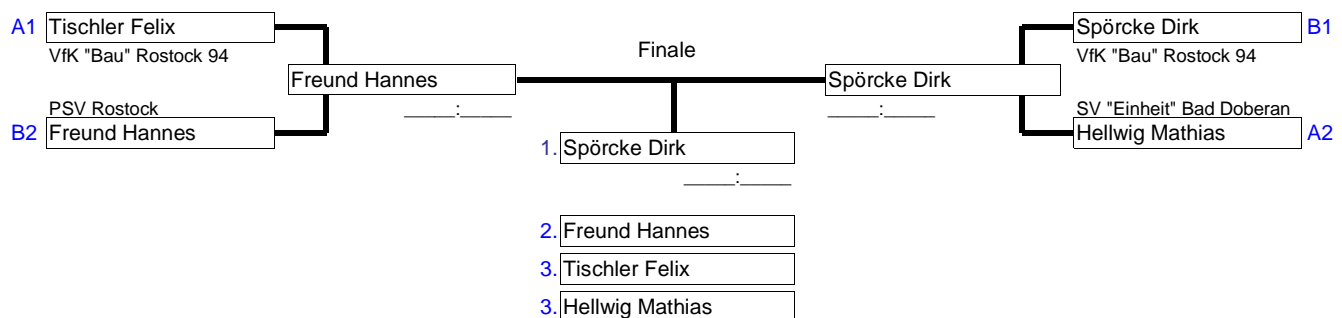 A1 Tischler Felix
VfK "Bau" Rostock 94
PSV Rostock
B2 Freund Hannes
Freund Hannes
_____:_____
Finale
Spörcke Dirk
_____:_____
Spörcke Dirk B1
VfK "Bau" Rostock 94
SV "Einheit" Bad Doberan
Hellwig Mathias A2
1. Spörcke Dirk
_____:_____
2. Freund Hannes
3. Tischler Felix
3. Hellwig Mathias